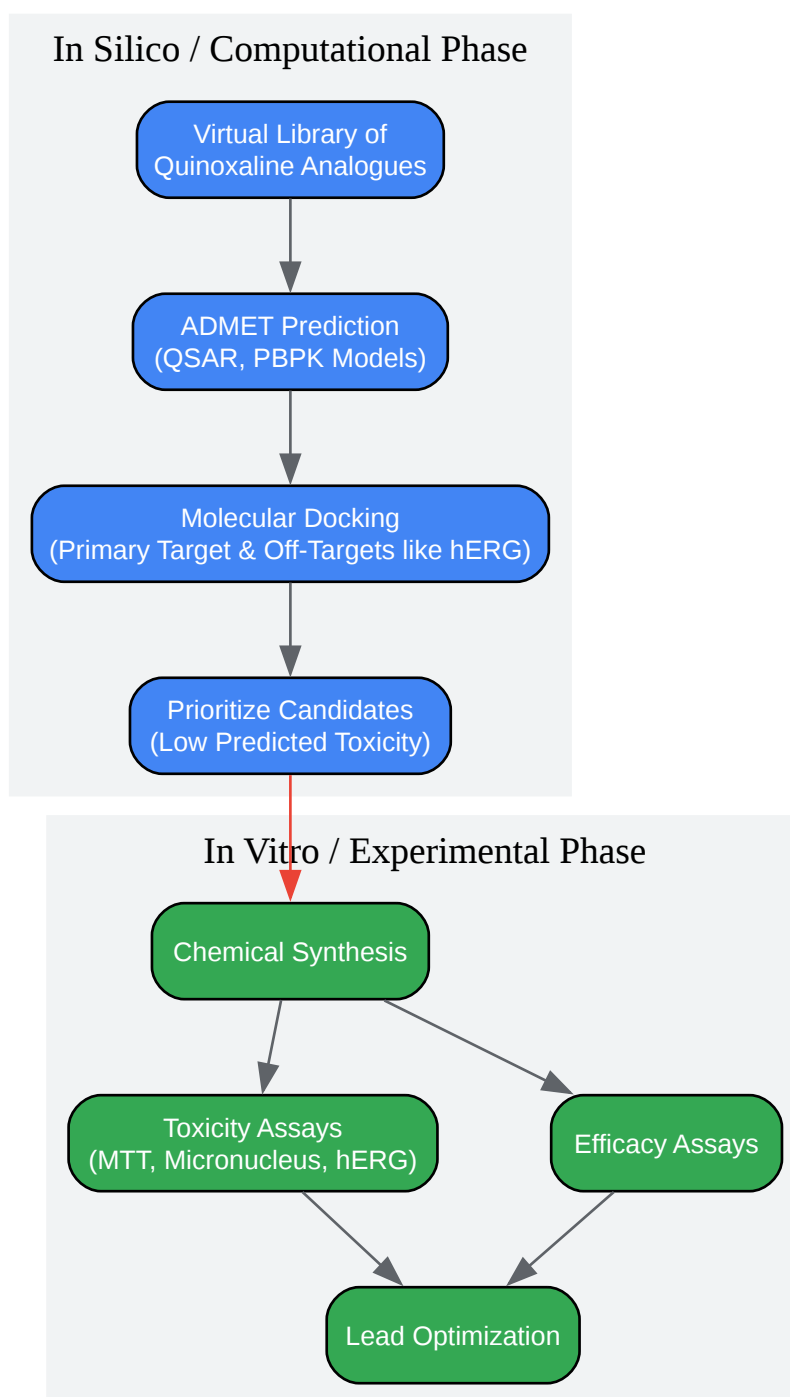 In Silico / Computational Phase
Virtual Library of
Quinoxaline Analogues
ADMET Prediction
(QSAR, PBPK Models)
Molecular Docking
(Primary Target & Off-Targets like hERG)
Prioritize Candidates
(Low Predicted Toxicity)
In Vitro / Experimental Phase
Chemical Synthesis
Toxicity Assays
(MTT, Micronucleus, hERG)
Efficacy Assays
Lead Optimization